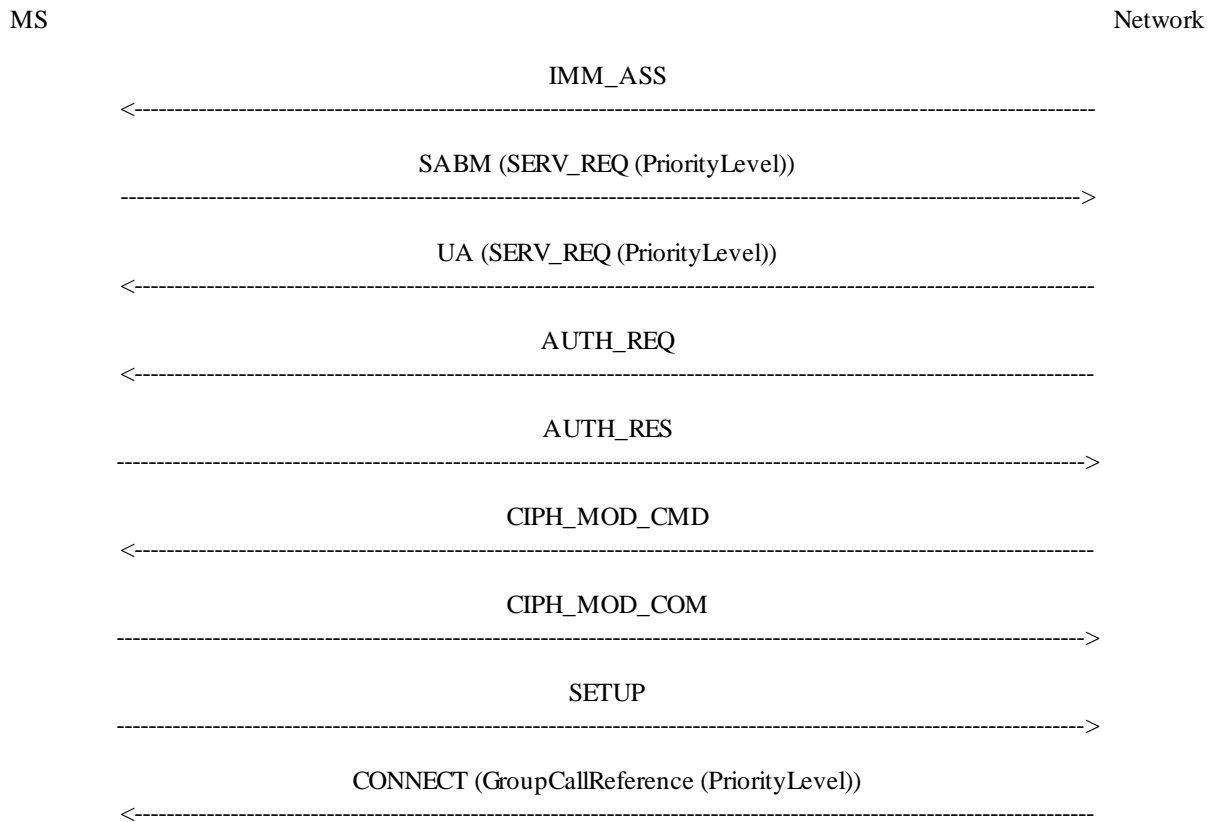 MS Network
IMM_ASS
SABM (SERV_REQ (PriorityLevel))
UA (SERV_REQ (PriorityLevel))
AUTH_REQ
AUTH_RES
CIPH_MOD_CMD
CIPH_MOD_COM
SETUP
CONNECT (GroupCallReference (PriorityLevel))